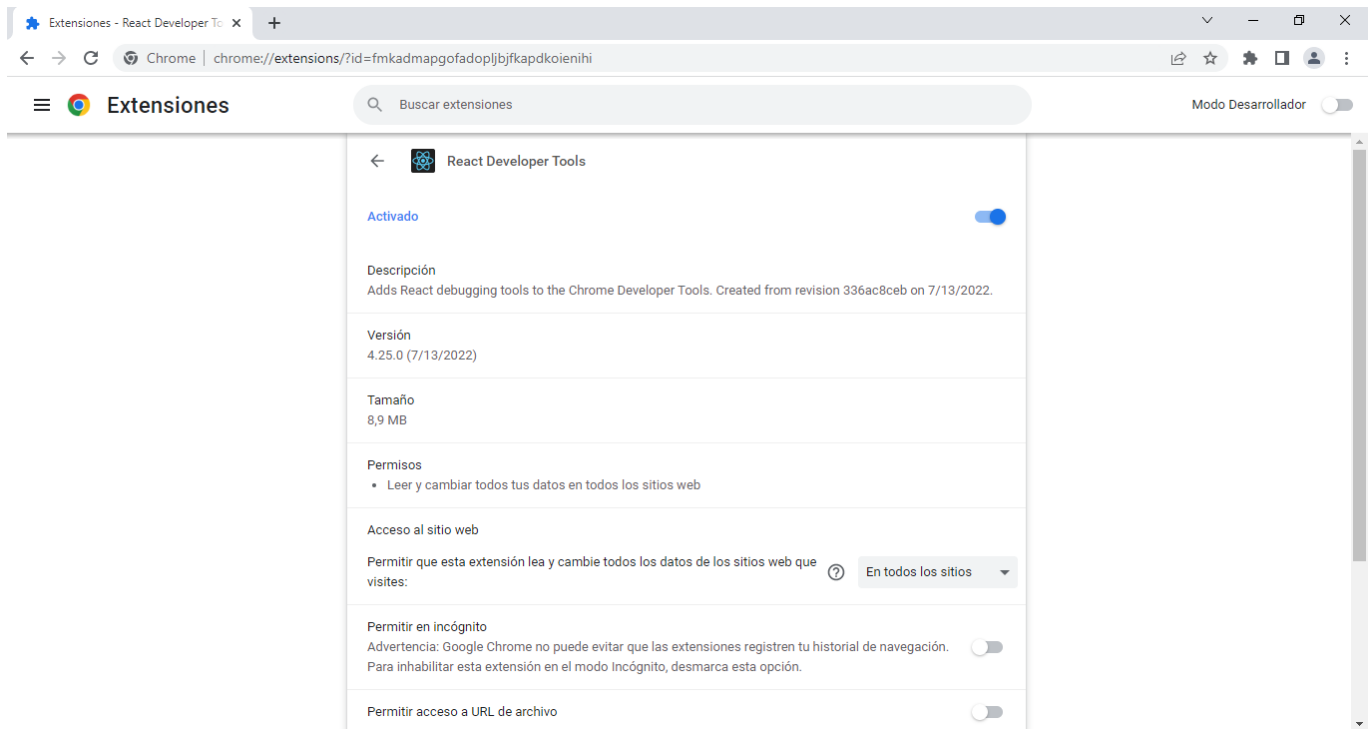 Extensiones - React Developer To
Chrome | chrome://extensions/?id=fmkadmapgofadopljbjfkapdkoienihi
Extensiones
Buscar extensiones
Modo Desarrollador
React Developer Tools
Activado
Descripción
Adds React debugging tools to the Chrome Developer Tools. Created from revision 336ac8ceb on 7/13/2022.
Versión
4.25.0 (7/13/2022)
Tamaño
8,9 MB
Permisos
• Leer y cambiar todos tus datos en todos los sitios web
Acceso al sitio web
Permitir que esta extensión lea y cambie todos los datos de los sitios web que
visites:
En todos los sitios
Permitir en incógnito
Advertencia: Google Chrome no puede evitar que las extensiones registren tu historial de navegación.
Para inhabilitar esta extensión en el modo Incógnito, desmarca esta opción.
Permitir acceso a URL de archivo